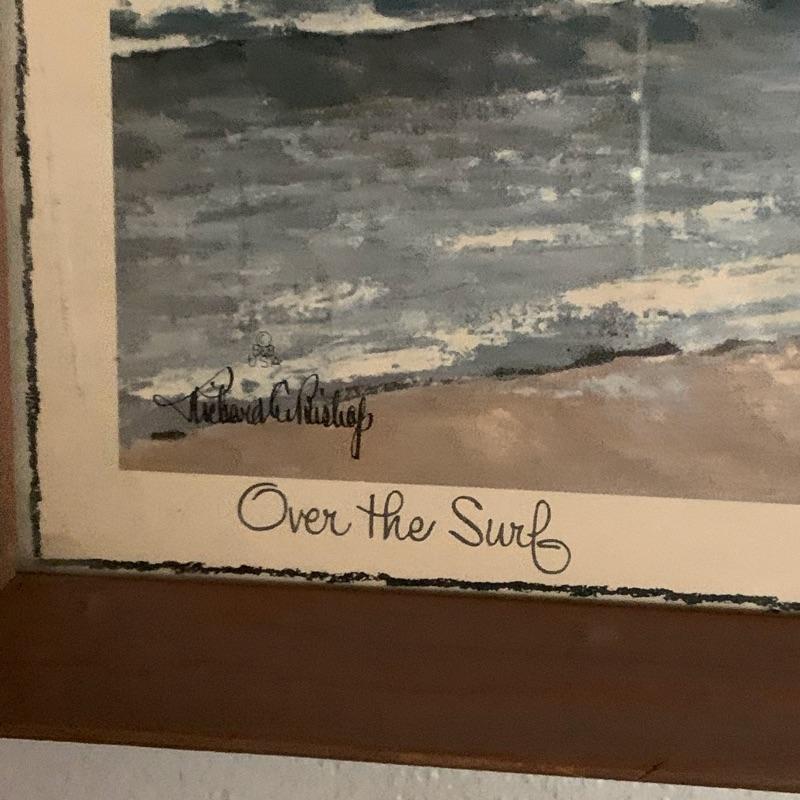 Richard E. Bishop
Over the Surf